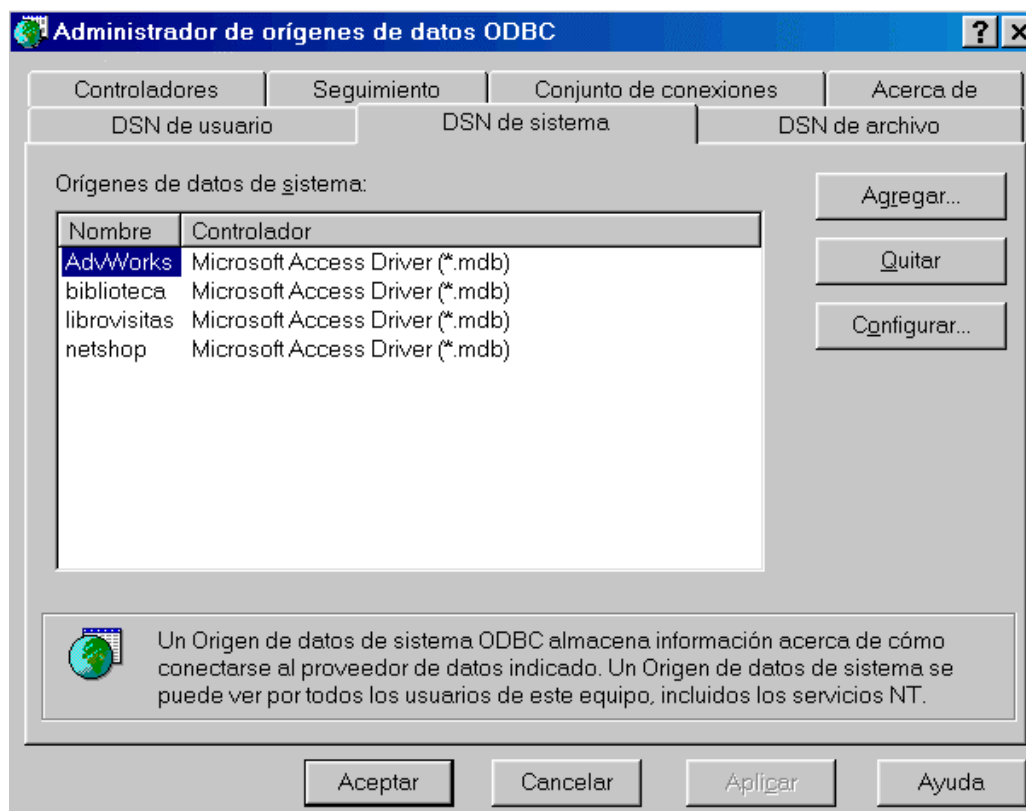 Administrador de orígenes de datos ODBC
Controladores Seguimiento Conjunto de conexiones Acerca de
DSN de usuario DSN de sistema DSN de archivo
Orígenes de datos de sistema:
Agregar...
Nombre Controlador
AdvWorks Microsoft Access Driver (*.mdb)
Quitar
biblioteca Microsoft Access Driver (*.mdb)
librovisitas Microsoft Access Driver (*.mdb)
Configurar...
netshop Microsoft Access Driver (*.mdb)
Un Origen de datos de sistema ODBC almacena información acerca de cómo
conectarse al proveedor de datos indicado. Un Origen de datos de sistema se
puede ver por todos los usuarios de este equipo, incluidos los servicios NT.
Aceptar Cancelar Aplicar Ayuda